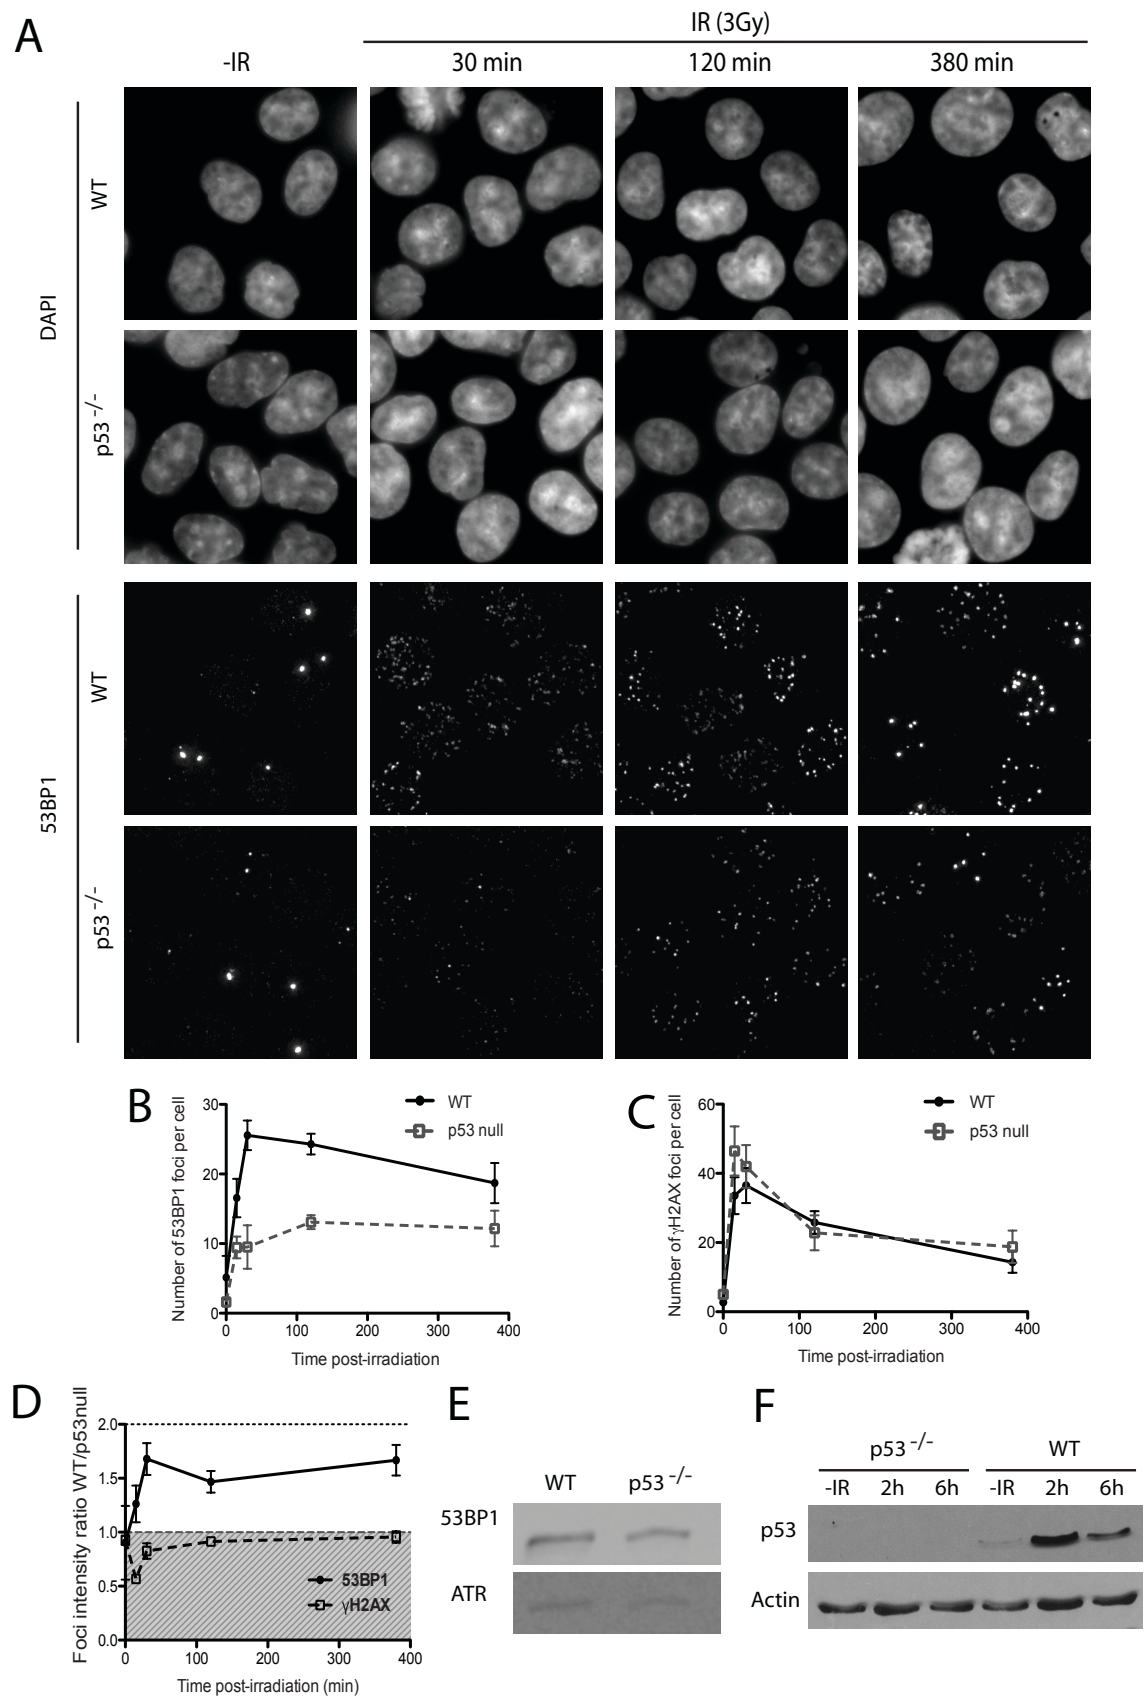 A
IR (3Gy)
-IR
30 min
120 min
380 min
DAPI
WT
p53 -/-
53BP1
WT
p53 -/-
B
Number of 53BP1 foci per cell
30
20
10
0
0 100 200 300 400
Time post-irradiation
WT
p53 null
C
Number of γH2AX foci per cell
60
40
20
0
0 100 200 300 400
Time post-irradiation
WT
p53 null
D
Foci intensity ratio WT/p53null
2.0
1.5
1.0
0.5
0.0
53BP1
γH2AX
0 100 200 300 400
Time post-irradiation (min)
E
WT p53 -/-
53BP1
ATR
F
p53 -/- WT
-IR 2h 6h -IR 2h 6h
p53
Actin